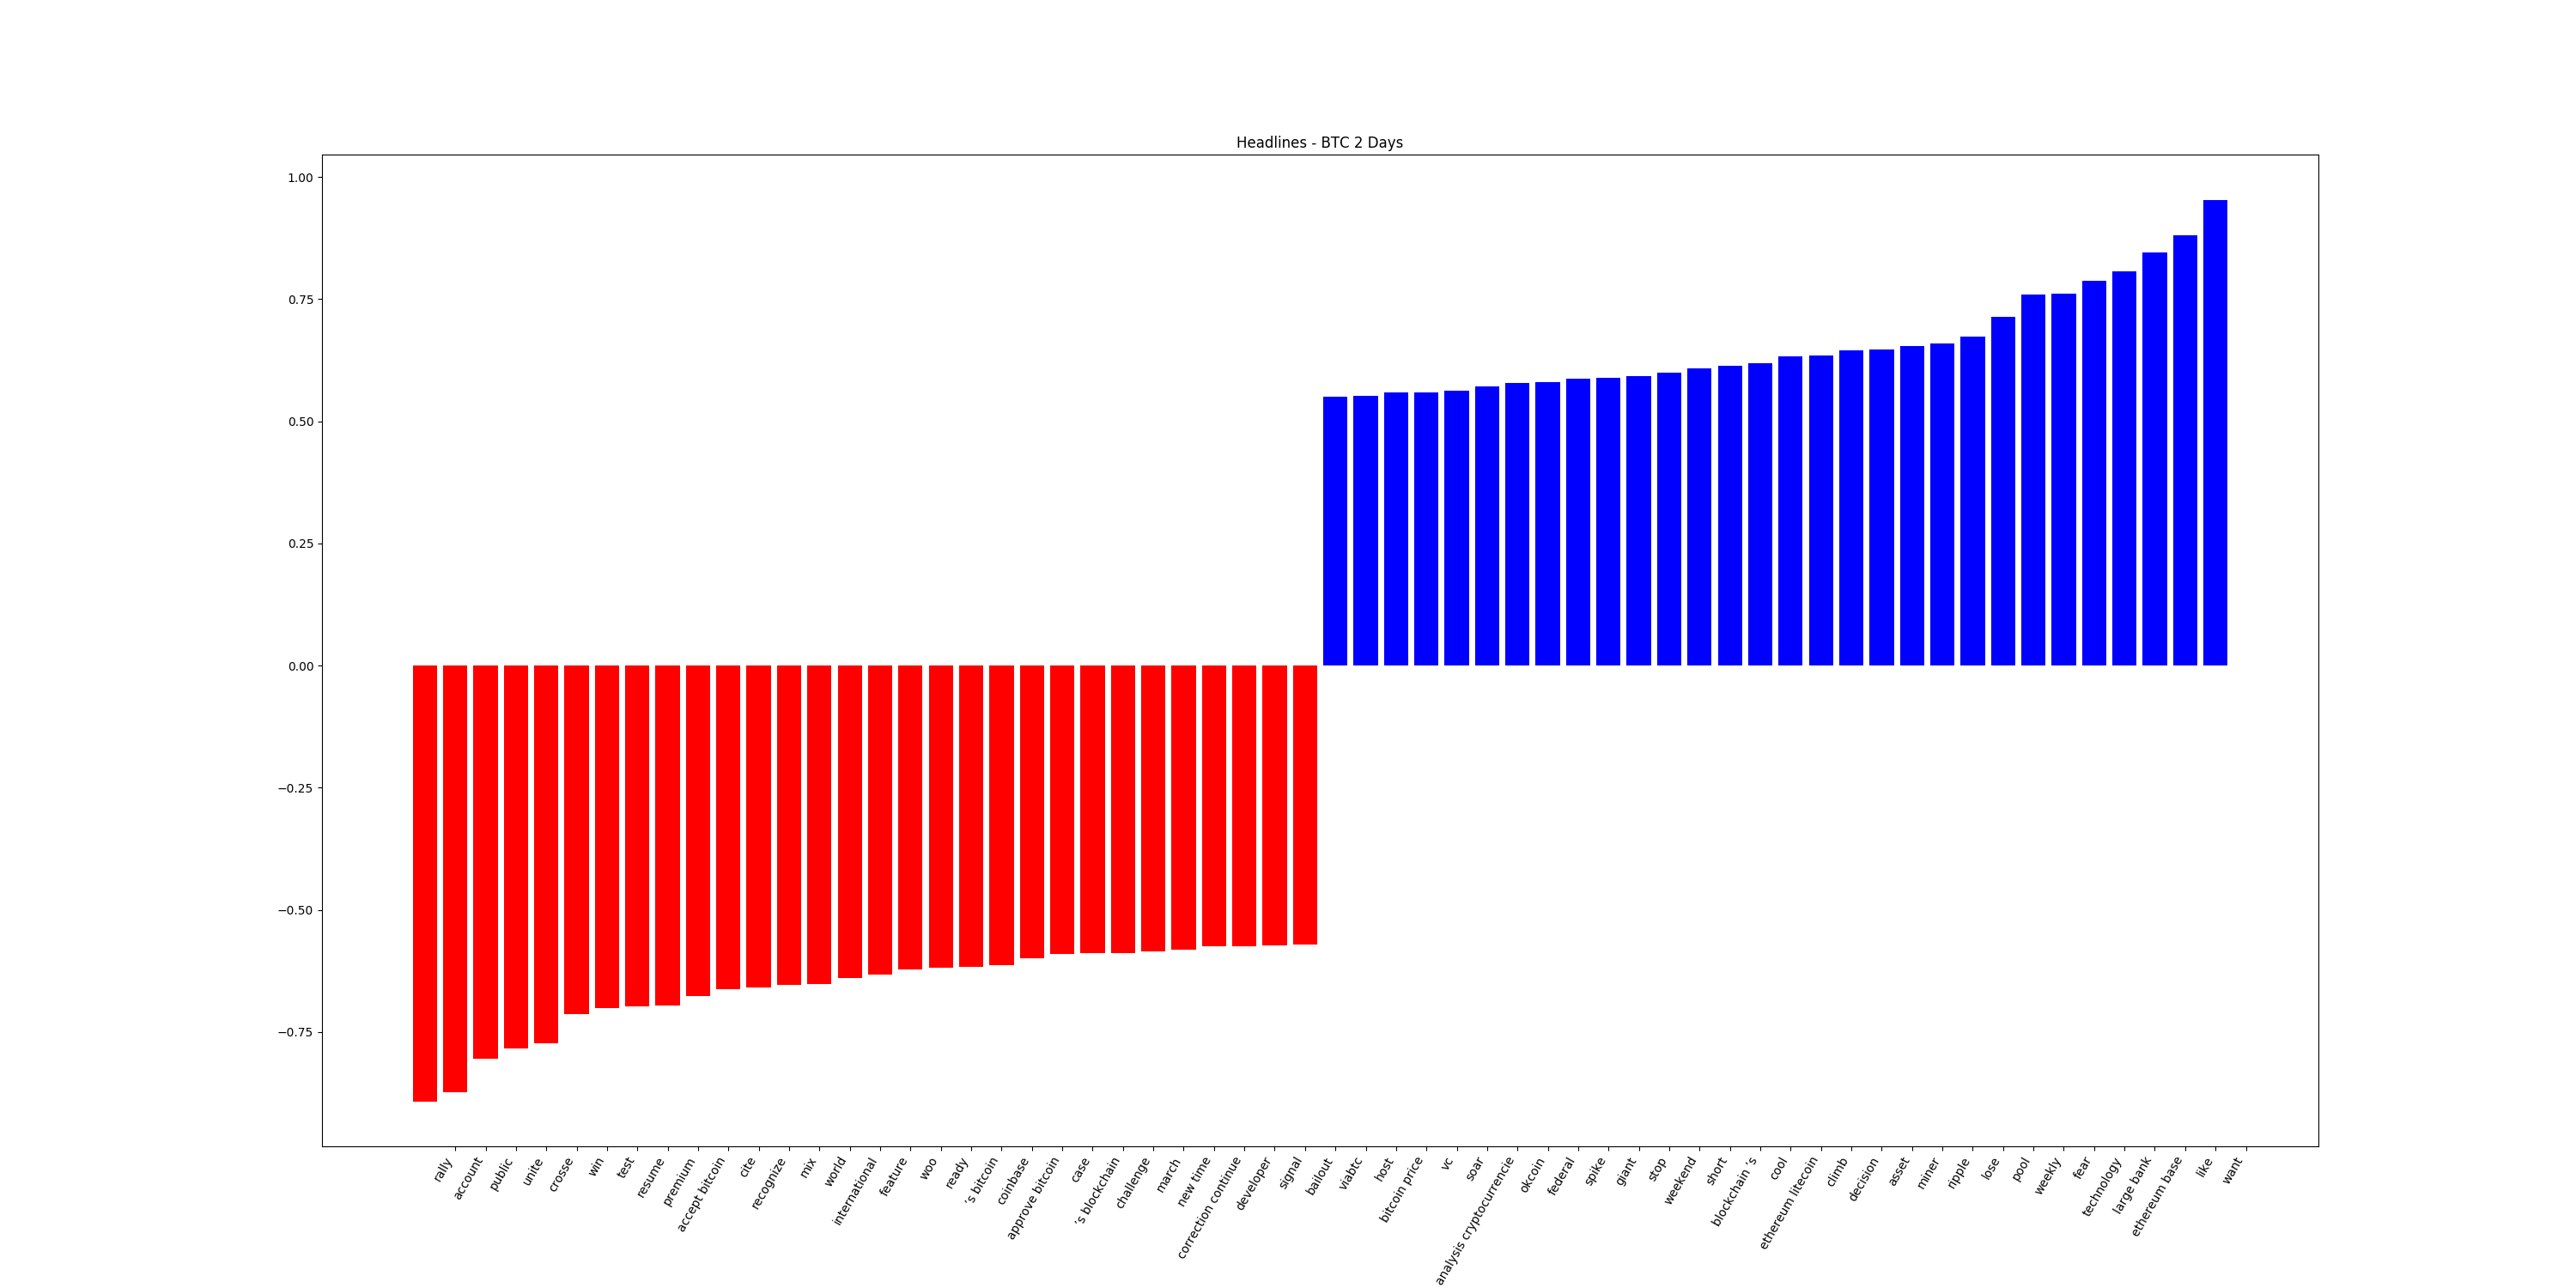 Headlines - BTC 2 Days
1.00
0.75
0.50
0.25
0.00
−0.25
−0.50
−0.75
rally
account
public
unite
crosse
win
test
resume
premium
accept bitcoin
cite
recognize
mix
world
international
feature
woo
ready
's bitcoin
coinbase
approve bitcoin
case
's blockchain
challenge
march
new time
correction continue
developer
signal
bailout
viabtc
host
bitcoin price
vc
soar
analysis cryptocurrencie
okcoin
federal
spike
giant
stop
weekend
short
blockchain 's
cool
ethereum litecoin
climb
decision
asset
miner
ripple
lose
pool
weekly
fear
technology
large bank
ethereum base
like
want